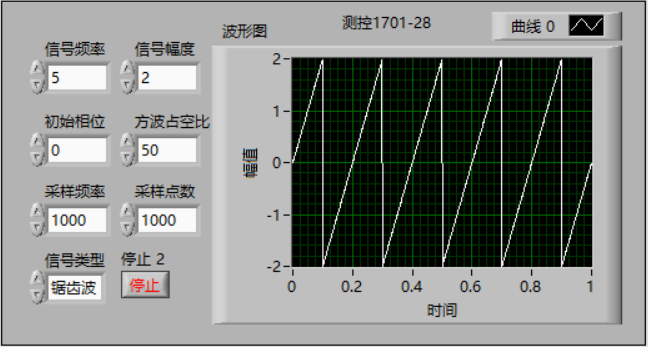 波形图
测控1701-28
曲线 0
信号频率
信号幅度
5
2
初始相位
方波占空比
0
50
采样频率
采样点数
1000
1000
信号类型
停止 2
锯齿波
停止
幅值
2
1
0
-1
-2
0
0.2
0.4
0.6
0.8
1
时间